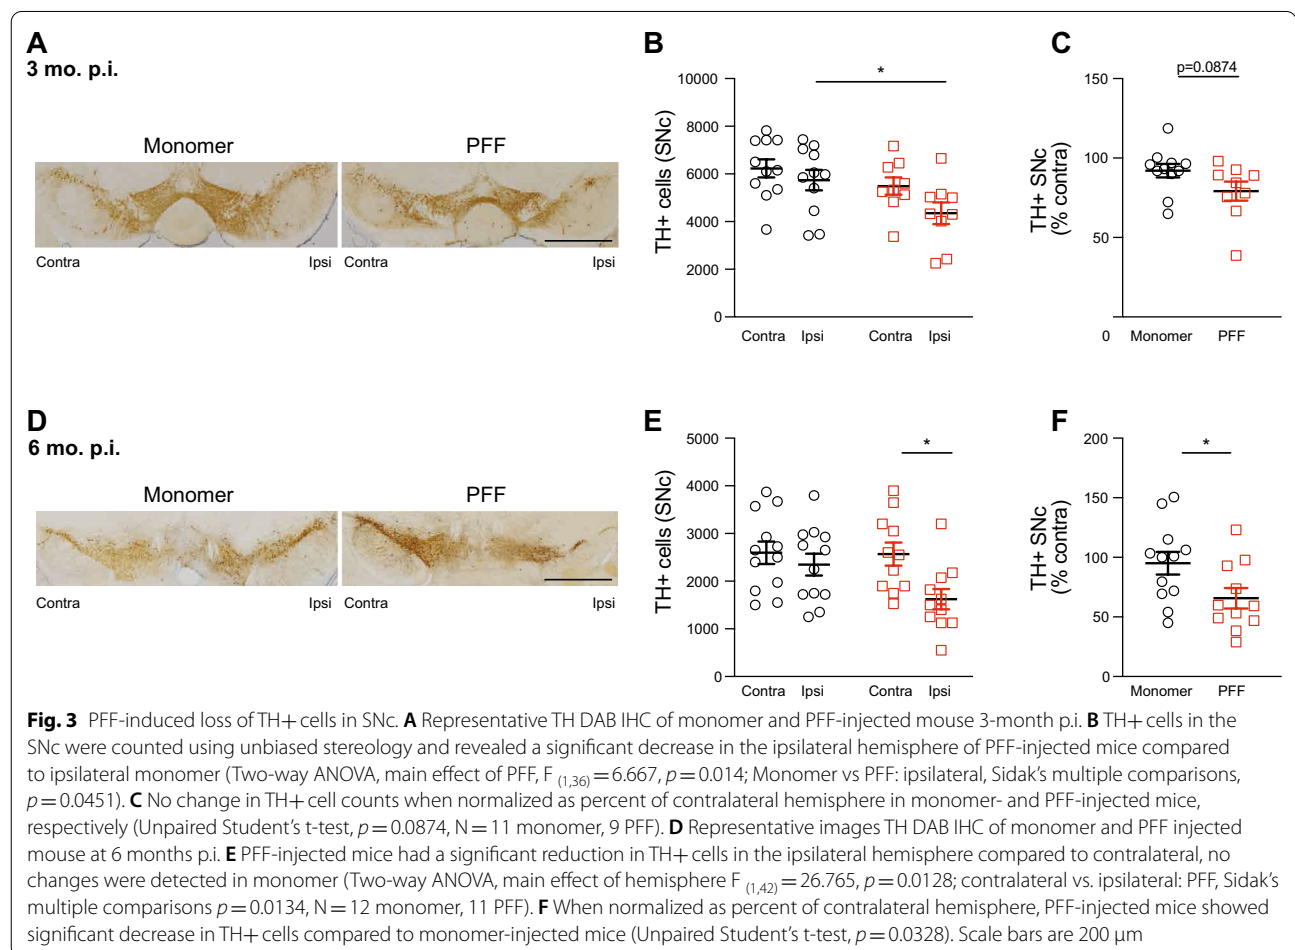 A
3 mo. p.i.
Monomer
PFF
Contra
Ipsi
Contra
Ipsi
B
TH+ cells (SNc)
10000
8000
6000
4000
2000
0
*
Contra
Ipsi
Contra
Ipsi
C
TH+ SNc
(% contra)
150
100
50
0
p=0.0874
Monomer
PFF
D
6 mo. p.i.
Monomer
PFF
Contra
Ipsi
Contra
Ipsi
E
TH+ cells (SNc)
5000
4000
3000
2000
1000
0
*
Contra
Ipsi
Contra
Ipsi
F
TH+ SNc
(% contra)
200
150
100
50
0
*
Monomer
PFF
Fig. 3 PFF-induced loss of TH+ cells in SNc. A Representative TH DAB IHC of monomer and PFF-injected mouse 3-month p.i. B TH+ cells in the
SNc were counted using unbiased stereology and revealed a significant decrease in the ipsilateral hemisphere of PFF-injected mice compared
to ipsilateral monomer (Two-way ANOVA, main effect of PFF, F (1,36) = 6.667, p = 0.014; Monomer vs PFF: ipsilateral, Sidak's multiple comparisons,
p = 0.0451). C No change in TH+ cell counts when normalized as percent of contralateral hemisphere in monomer- and PFF-injected mice,
respectively (Unpaired Student's t-test, p = 0.0874, N = 11 monomer, 9 PFF). D Representative images TH DAB IHC of monomer and PFF injected
mouse at 6 months p.i. E PFF-injected mice had a significant reduction in TH+ cells in the ipsilateral hemisphere compared to contralateral, no
changes were detected in monomer (Two-way ANOVA, main effect of hemisphere F (1,42) = 26.765, p = 0.0128; contralateral vs. ipsilateral: PFF, Sidak's
multiple comparisons p = 0.0134, N = 12 monomer, 11 PFF). F When normalized as percent of contralateral hemisphere, PFF-injected mice showed
significant decrease in TH+ cells compared to monomer-injected mice (Unpaired Student's t-test, p = 0.0328). Scale bars are 200 μm